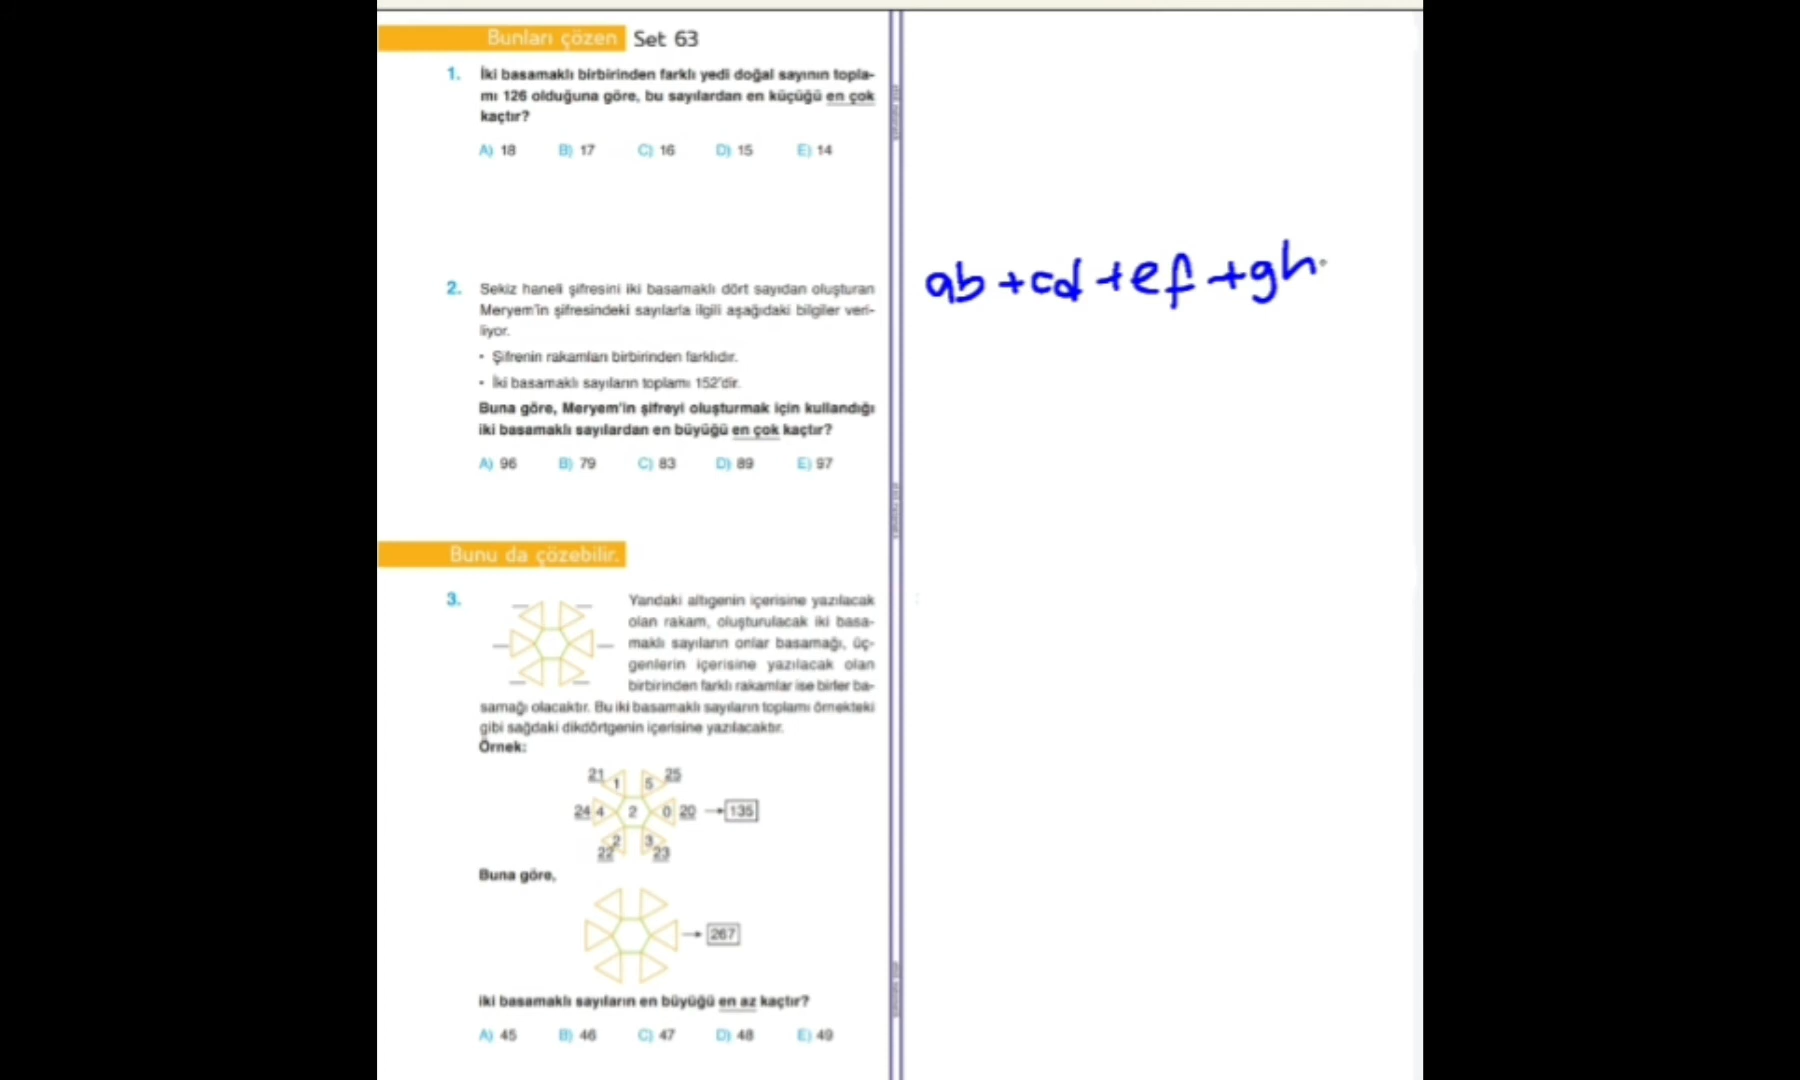 Bunları çözen Set 63
1. İki basamaklı birbirinden farklı yedi doğal sayının topla-
mı 126 olduğuna göre, bu sayılardan en küçüğü en çok
kaçtır?
A) 18 B) 17 C) 16 D) 15 E) 14
2. Sekiz haneli şifresini iki basamaklı dört sayıdan oluşturan
Meryem'in şifresindeki sayılarla ilgili aşağıdaki bilgiler veri-
liyor.
• Şifrenin rakamları birbirinden farklıdır.
• İki basamaklı sayıların toplamı 152'dir.
Buna göre, Meryem'in şifreyi oluşturmak için kullandığı
iki basamaklı sayılardan en büyüğü en çok kaçtır?
A) 96 B) 79 C) 83 D) 89 E) 97
Bunu da çözebilir.
3. Yandaki altıgenin içerisine yazılacak
olan rakam, oluşturulacak iki basa-
maklı sayıların onlar basamağı, üç-
genlerin içerisine yazılacak olan
birbirinden farklı rakamlar ise birler ba-
samağı olacaktır. Bu iki basamaklı sayıların toplamı örnekteki
gibi sağdaki dikdörtgenin içerisine yazılacaktır.
Örnek:
21 1 5 25
24 4 2 0 20 → 135
22 2 3 23
Buna göre,
→ 267
iki basamaklı sayıların en büyüğü en az kaçtır?
A) 45 B) 46 C) 47 D) 48 E) 49
ab+cd+ef+gh